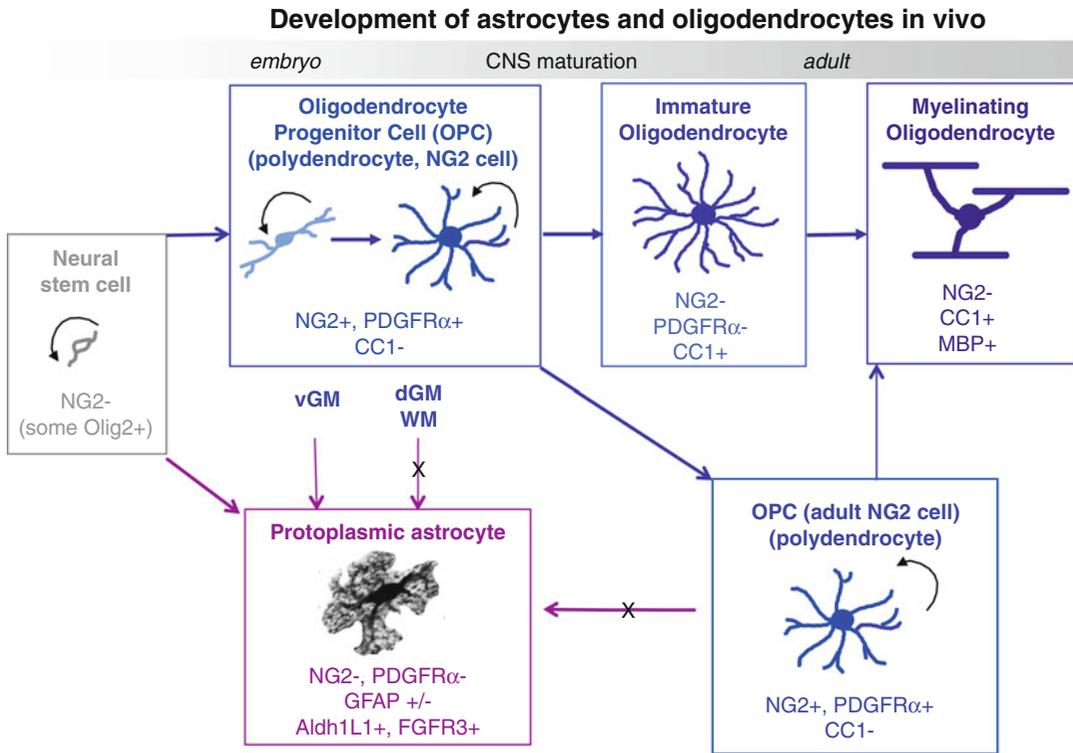 Development of astrocytes and oligodendrocytes in vivo
embryo CNS maturation adult
Neural
stem cell
NG2-
(some Olig2+)
Oligodendrocyte
Progenitor Cell (OPC)
(polydendrocyte, NG2 cell)
NG2+, PDGFRα+
CC1-
Immature
Oligodendrocyte
NG2-
PDGFRα-
CC1+
Myelinating
Oligodendrocyte
NG2-
CC1+
MBP+
vGM
dGM
WM
X
Protoplasmic astrocyte
NG2-, PDGFRα-
GFAP +/-
Aldh1L1+, FGFR3+
X
OPC (adult NG2 cell)
(polydendrocyte)
NG2+, PDGFRα+
CC1-